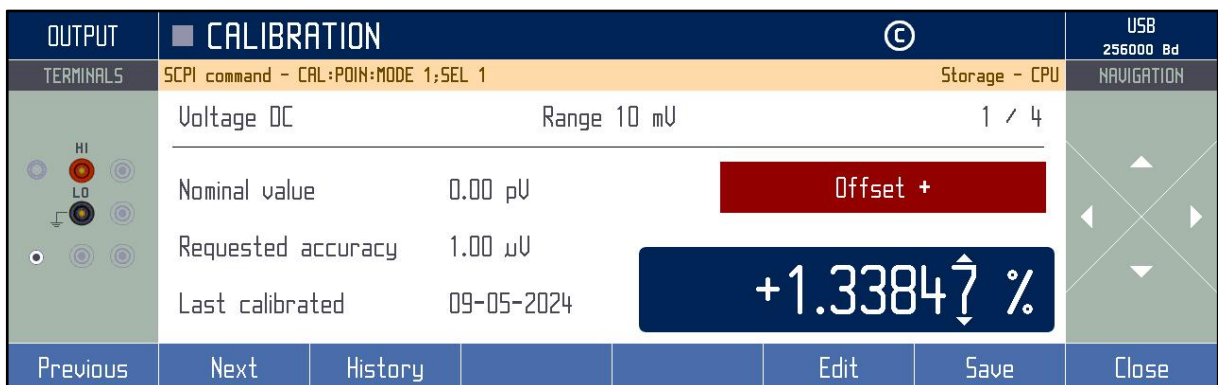 OUTPUT
CALIBRATION
©
USB
256000 Bd
TERMINALS
SCPI command - CAL:POIN:MODE 1;SEL 1
Storage - CPU
NAVIGATION
Voltage DC Range 10 mV 1 / 4
HI
LO
Nominal value 0.00 pV
Offset +
Requested accuracy 1.00 µV
Last calibrated 09-05-2024
+1.33847 %
Previous Next History Edit Save Close